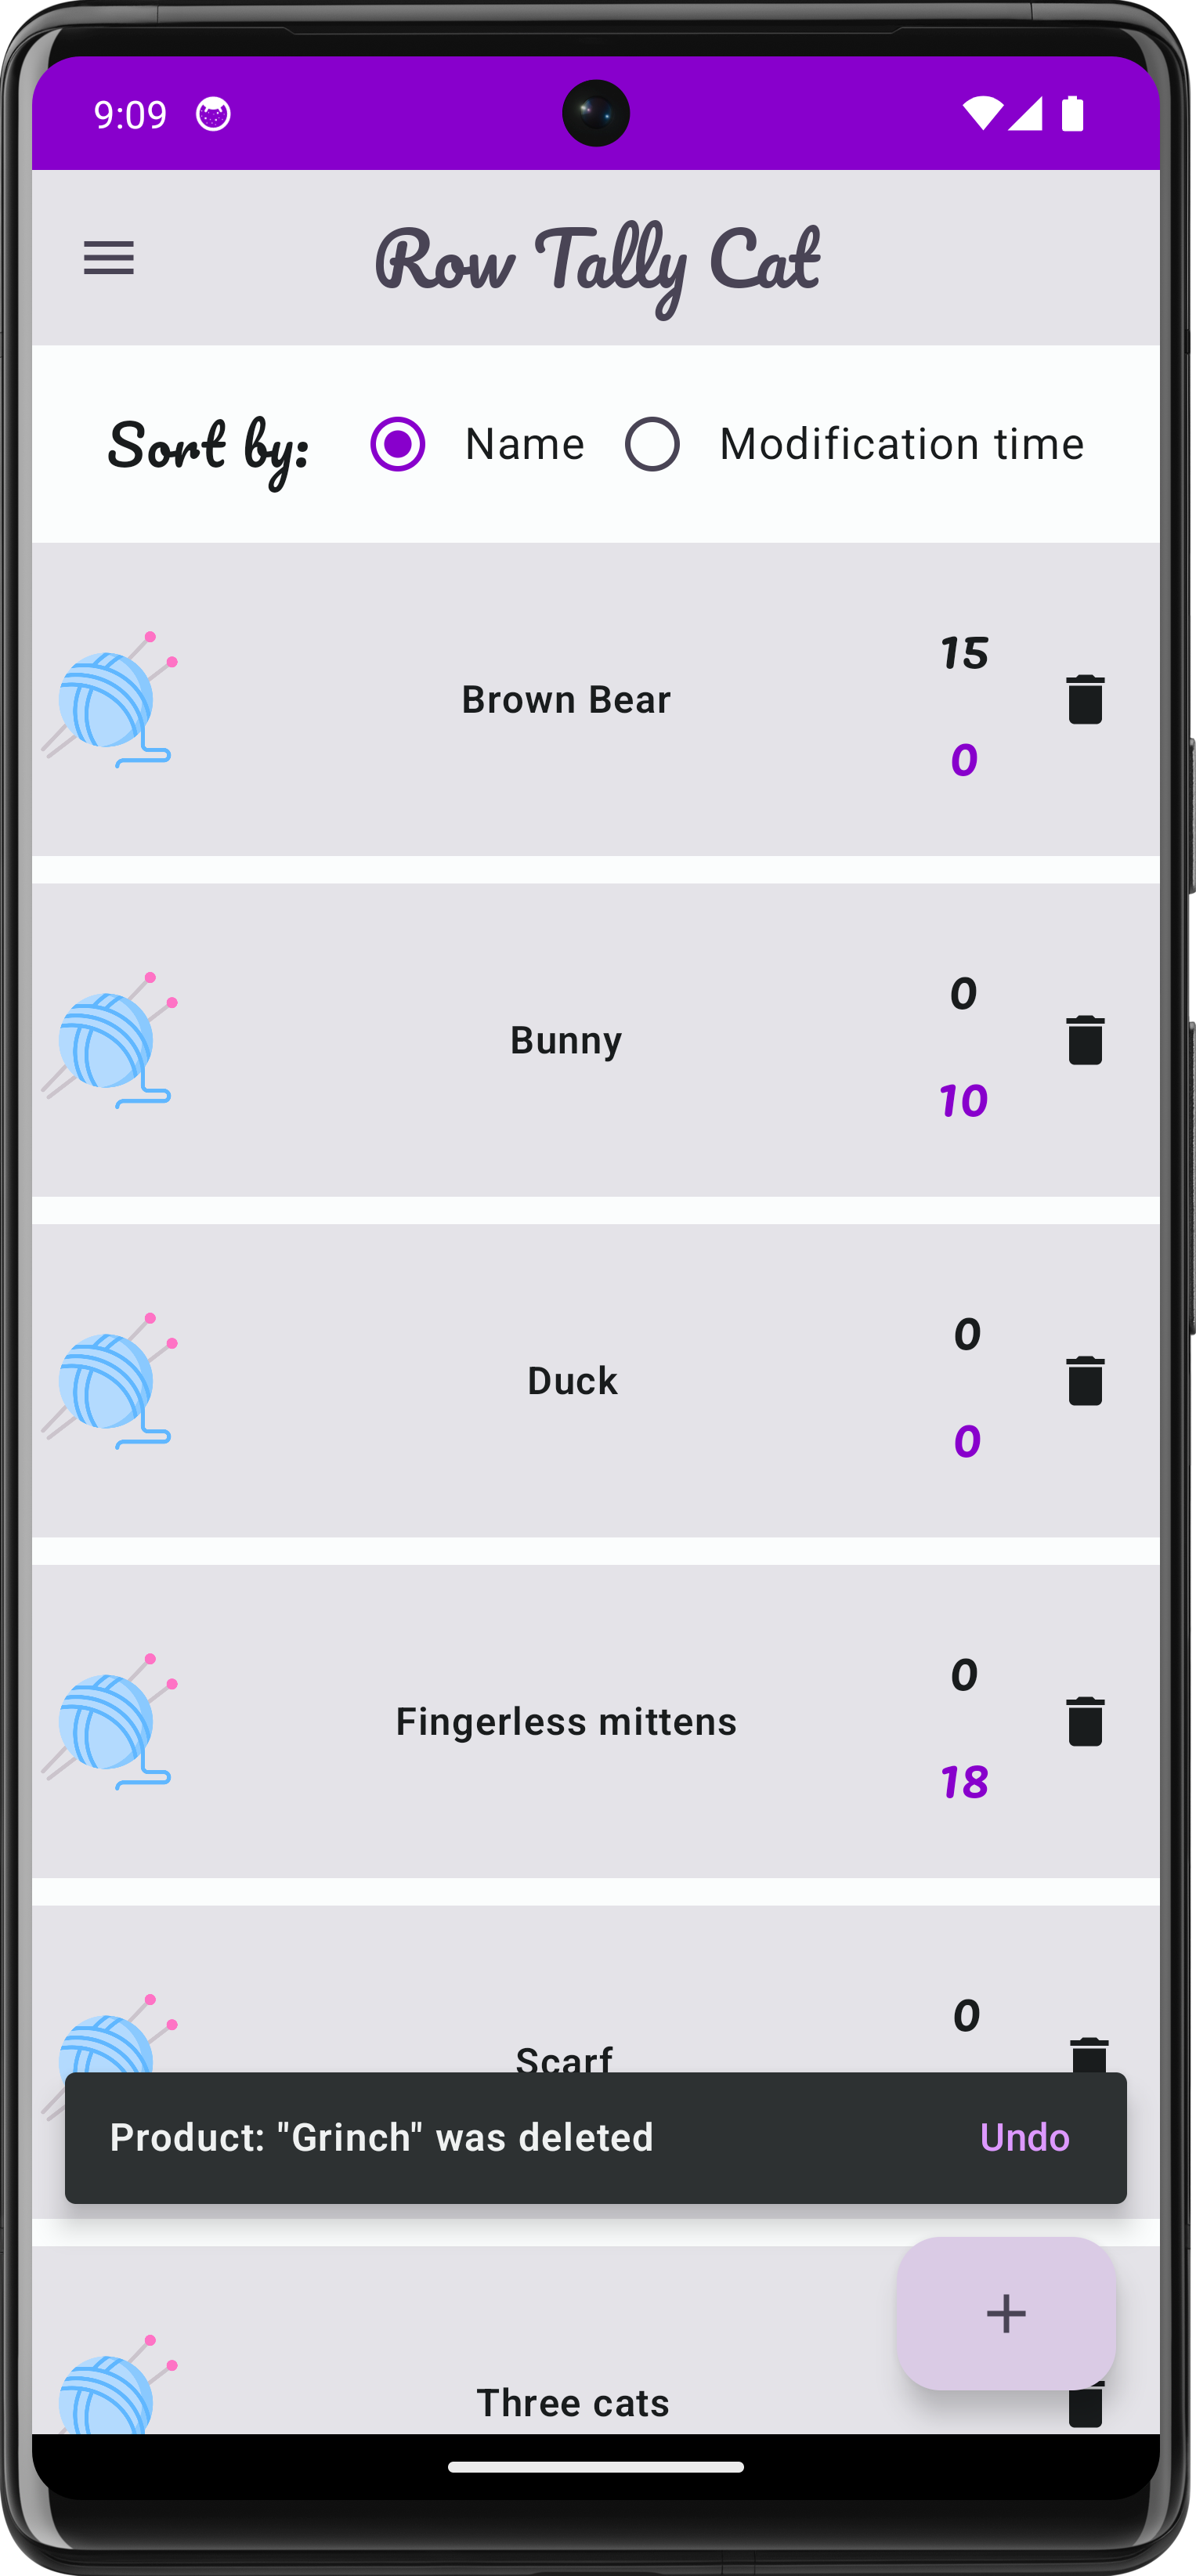 9:09
Row Tally Cat
Sort by: Name Modification time
15
Brown Bear
0
0
Bunny
10
0
Duck
0
0
Fingerless mittens
18
0
Scarf
Product: "Grinch" was deleted Undo
+
Three cats